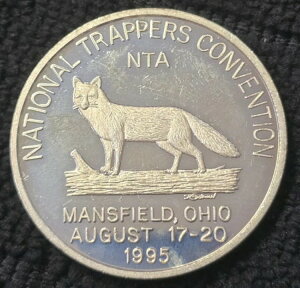 NATIONAL TRAPPERS CONVENTION
NTA
MANSFIELD, OHIO
AUGUST 17-20
1995